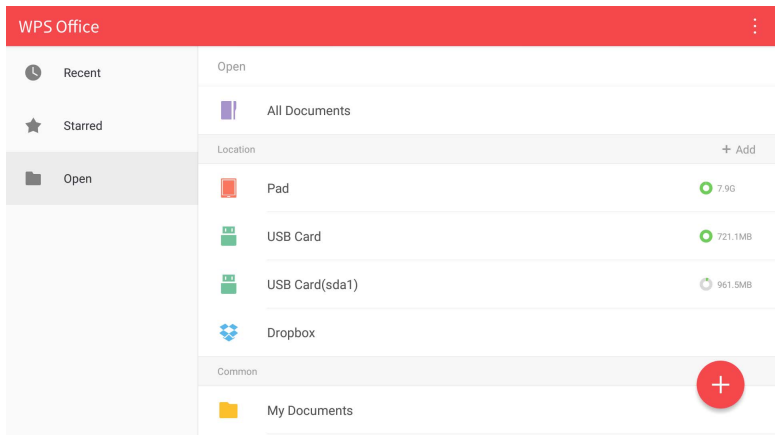 WPS Office
Recent
Starred
Open
Open
All Documents
Location
+ Add
Pad
7.9G
USB Card
721.1MB
USB Card(sda1)
961.5MB
Dropbox
Common
My Documents